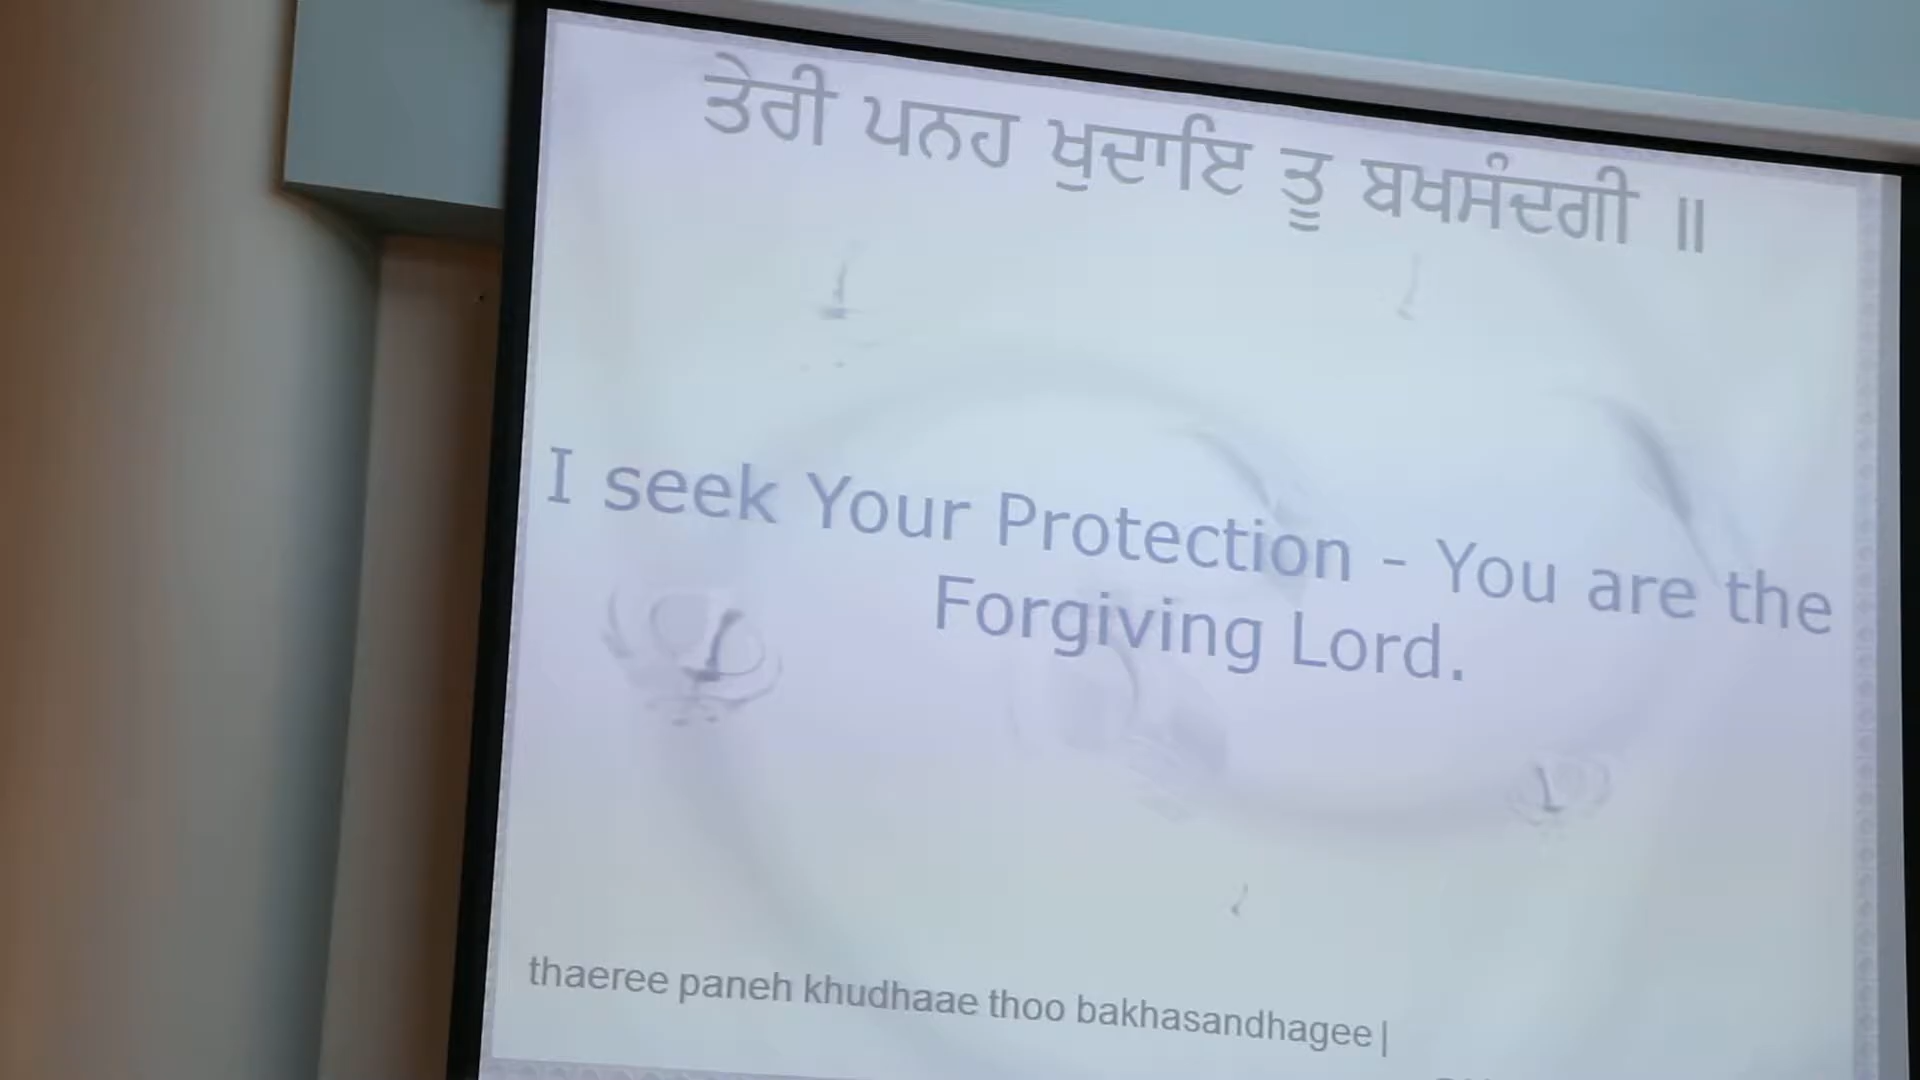 ਤੇਰੀ ਪਨਹ ਖੁਦਾਇ ਤੂ ਬਖਸੰਦਗੀ ॥
I seek Your Protection - You are the
Forgiving Lord.
thaeree paneh khudhaae thoo bakhasandhagee|